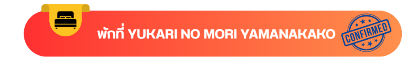 พักที่ YUKARI NO MORI YAMANAKAKO
CONFIRMED